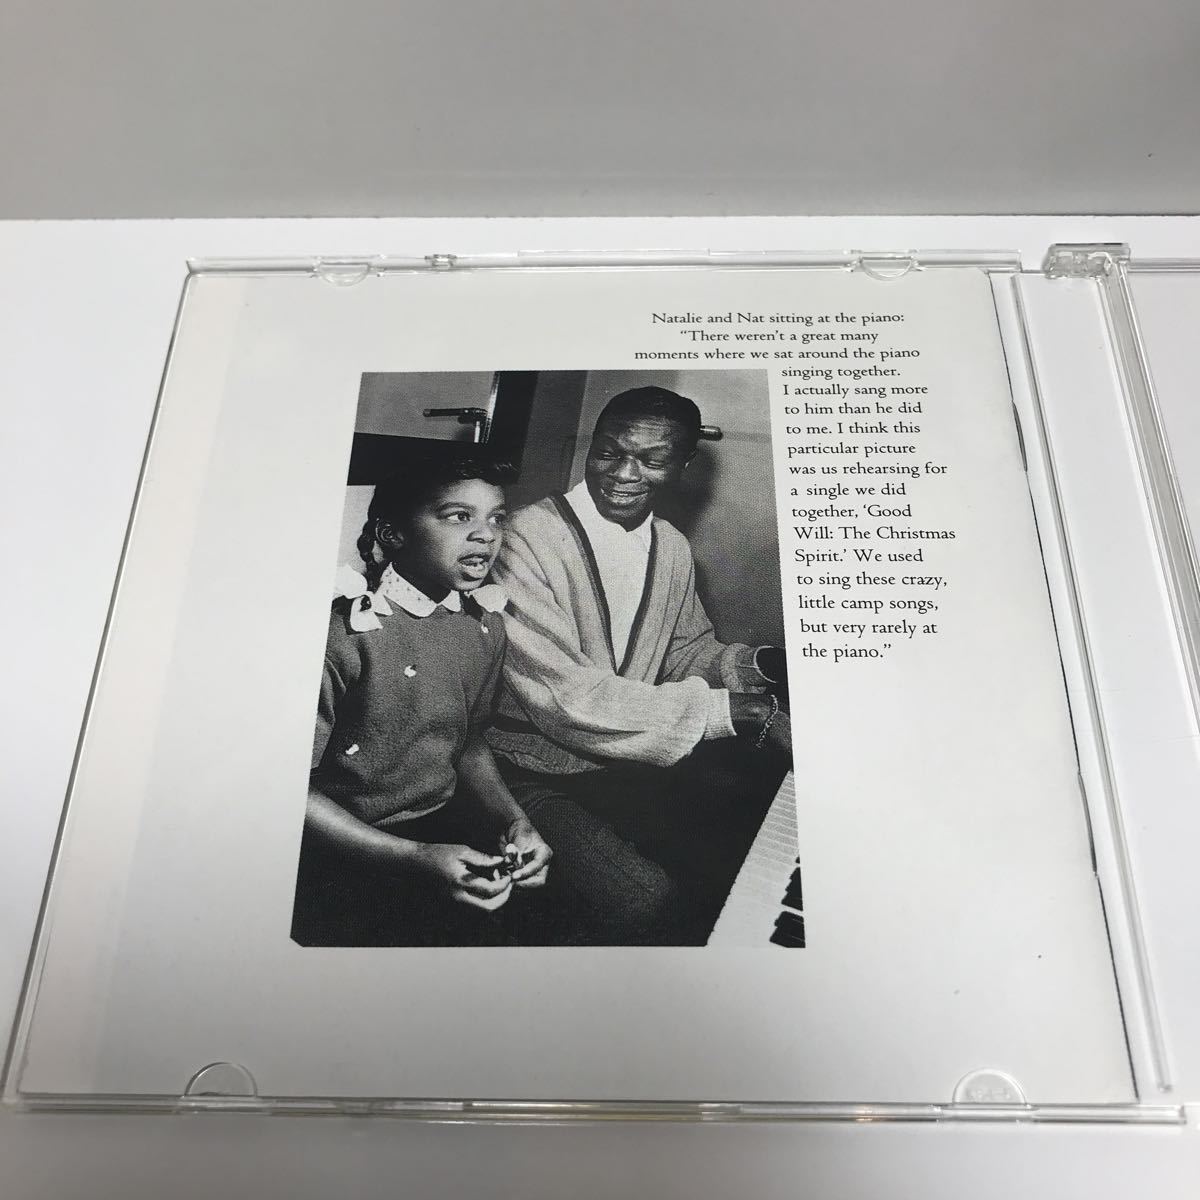 Natalie and Nat sitting at the piano:
“There weren’t a great many
moments where we sat around the piano
singing together.
I actually sang more
to him than he did
to me. I think this
particular picture
was us rehearsing for
a single we did
together, ‘Good
Will: The Christmas
Spirit.’ We used
to sing these crazy,
little camp songs,
but very rarely at
the piano.”